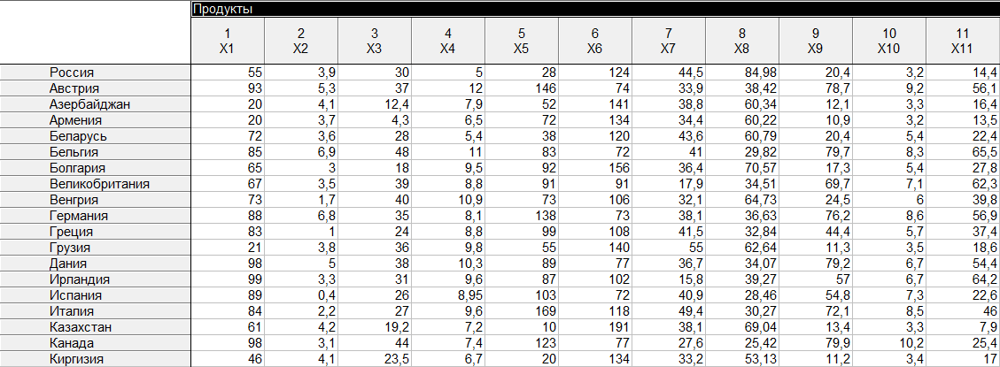 Продукты
1 2 3 4 5 6 7 8 9 10 11
X1 X2 X3 X4 X5 X6 X7 X8 X9 X10 X11
Россия 55 3,9 30 5 28 124 44,5 84,98 20,4 3,2 14,4
Австрия 93 5,3 37 12 146 74 33,9 38,42 78,7 9,2 56,1
Азербайджан 20 4,1 12,4 7,9 52 141 38,8 60,34 12,1 3,3 16,4
Армения 20 3,7 4,3 6,5 72 134 34,4 60,22 10,9 3,2 13,5
Беларусь 72 3,6 28 5,4 38 120 43,6 60,79 20,4 5,4 22,4
Бельгия 85 6,9 48 11 83 72 41 29,82 79,7 8,3 65,5
Болгария 65 3 18 9,5 92 156 36,4 70,57 17,3 5,4 27,8
Великобритания 67 3,5 39 8,8 91 91 17,9 34,51 69,7 7,1 62,3
Венгрия 73 1,7 40 10,9 73 106 32,1 64,73 24,5 6 39,8
Германия 88 6,8 35 8,1 138 73 38,1 36,63 76,2 8,6 56,9
Греция 83 1 24 8,8 99 108 41,5 32,84 44,4 5,7 37,4
Грузия 21 3,8 36 9,8 55 140 55 62,64 11,3 3,5 18,6
Дания 98 5 38 10,3 89 77 36,7 34,07 79,2 6,7 54,4
Ирландия 99 3,3 31 9,6 87 102 15,8 39,27 57 6,7 64,2
Испания 89 0,4 26 8,95 103 72 40,9 28,46 54,8 7,3 22,6
Италия 84 2,2 27 9,6 169 118 49,4 30,27 72,1 8,5 46
Казахстан 61 4,2 19,2 7,2 10 191 38,1 69,04 13,4 3,3 7,9
Канада 98 3,1 44 7,4 123 77 27,6 25,42 79,9 10,2 25,4
Киргизия 46 4,1 23,5 6,7 20 134 33,2 53,13 11,2 3,4 17